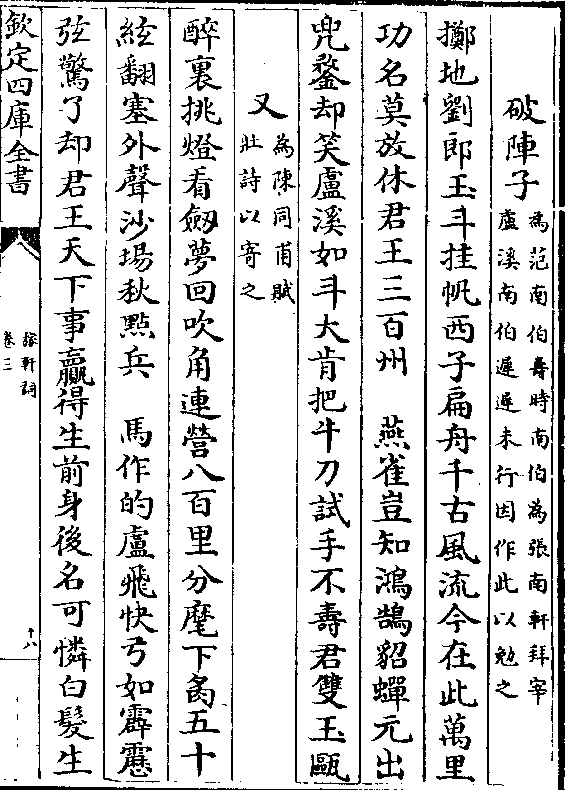 破陣子
為范南伯壽時南伯為張南軒拜宰
盧溪南伯遲遲未行因作此以勉之
擲地劉郎玉斗挂帆西子扁舟千古風流今在此萬里
功名莫放休君王三百州　燕雀豈知鴻鵠貂蟬元出
兜鍪却笑盧溪如斗大肯把牛刀試手不壽君雙玉甌
又
為陳同甫賦
壯詩以寄之
醉裏挑燈看劔夢回吹角連營八百里分麾下𦞦五十
絃翻塞外聲沙場秋點兵　馬作的盧飛快弓如霹靂
弦驚了却君王天下事贏得生前身後名可憐白髮生
欽定四庫全書
稼軒詞
卷三
十八